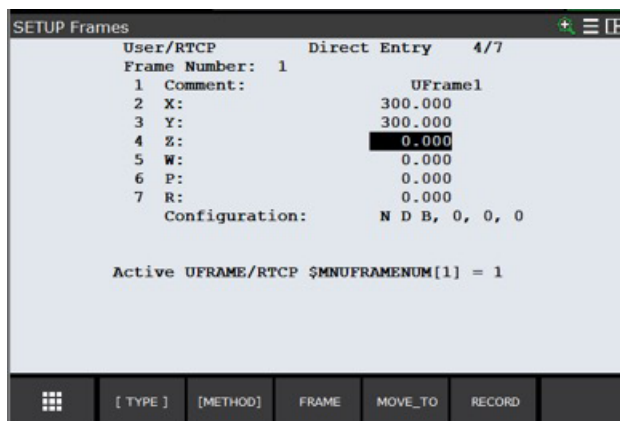 SETUP Frames
User/RTCP Direct Entry 4/7
Frame Number: 1
1 Comment: UFrame1
2 X: 300.000
3 Y: 300.000
4 Z: 0.000
5 W: 0.000
6 P: 0.000
7 R: 0.000
Configuration: N D B, 0, 0, 0
Active UFRAME/RTCP $MNUFRAMENUM[1] = 1
[ TYPE ] [METHOD] FRAME MOVE_TO RECORD